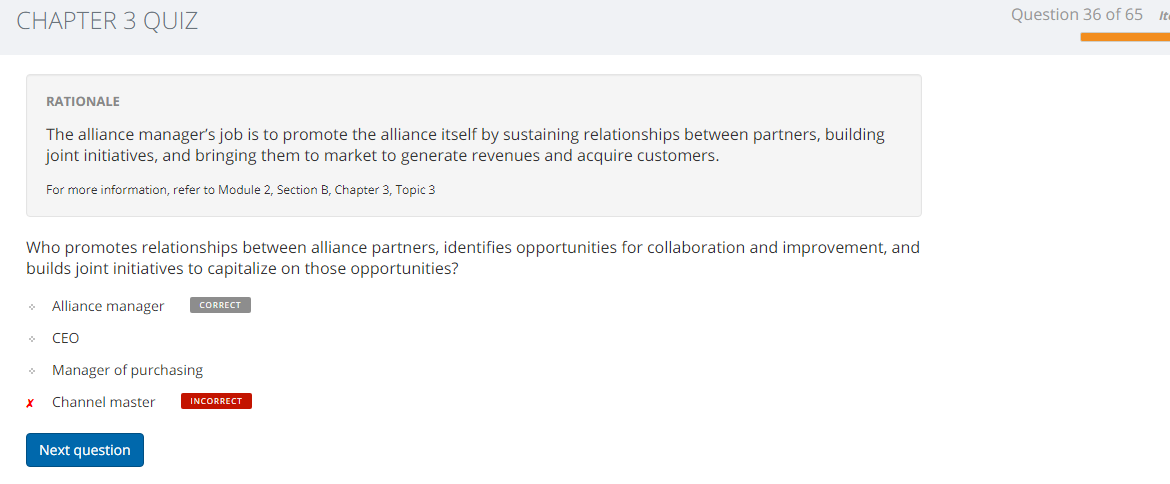 CHAPTER 3 QUIZ
Question 36 of 65
RATIONALE
The alliance manager's job is to promote the alliance itself by sustaining relationships between partners, building
joint initiatives, and bringing them to market to generate revenues and acquire customers.
For more information, refer to Module 2, Section B, Chapter 3, Topic 3
Who promotes relationships between alliance partners, identifies opportunities for collaboration and improvement, and
builds joint initiatives to capitalize on those opportunities?
Alliance manager CORRECT
CEO
Manager of purchasing
Channel master INCORRECT
Next question